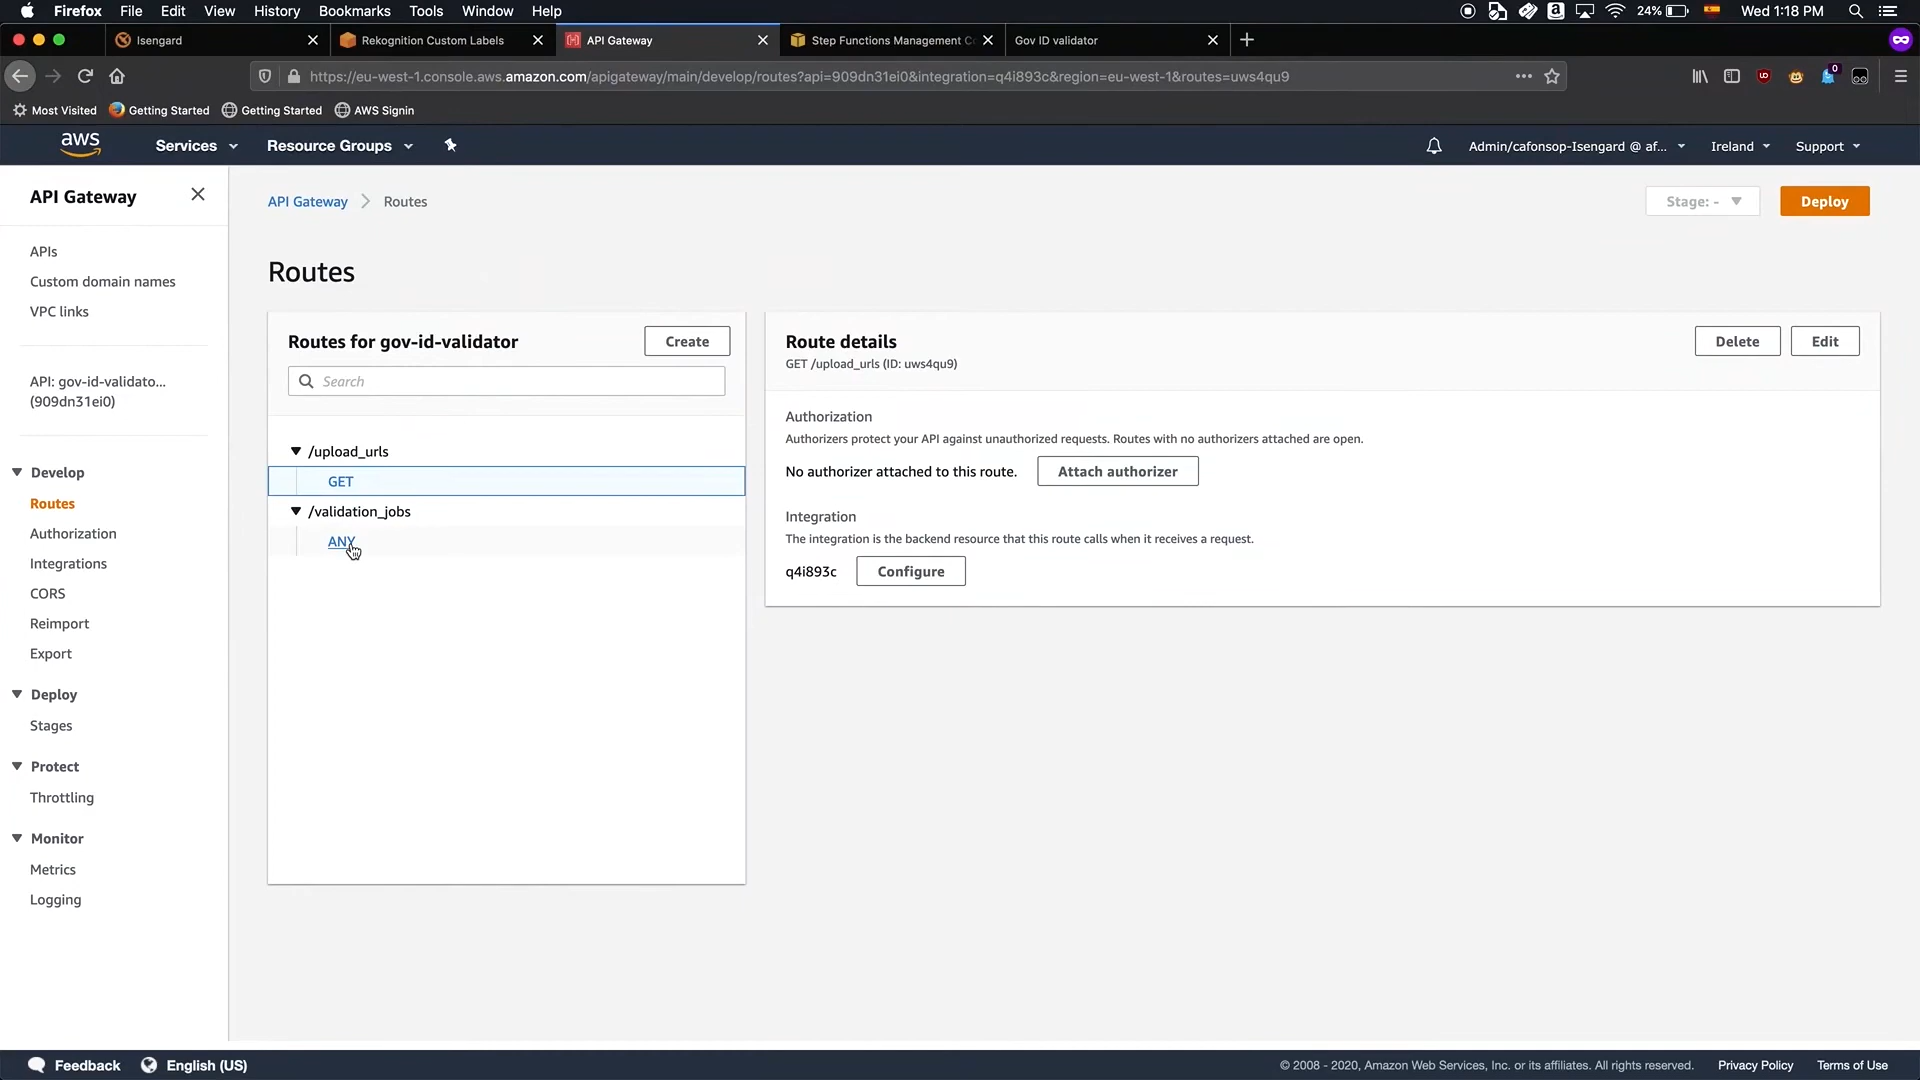 Firefox File Edit View History Bookmarks Tools Window Help
24% Wed 1:18 PM
Isengard
Rekognition Custom Labels
API Gateway
Step Functions Management Co
Gov ID validator
https://eu-west-1.console.aws.amazon.com/apigateway/main/develop/routes?api=909dn31ei0&integration=q4i893c&region=eu-west-1&routes=uws4qu9
0
Most Visited Getting Started Getting Started AWS Signin
aws Services Resource Groups
Admin/cafonsop-Isengard @ af... Ireland Support
API Gateway
APIs
Custom domain names
VPC links
API: gov-id-validato...
(909dn31ei0)
Develop
Routes
Authorization
Integrations
CORS
Reimport
Export
Deploy
Stages
Protect
Throttling
Monitor
Metrics
Logging
API Gateway Routes
Stage: - Deploy
Routes
Routes for gov-id-validator Create
Search
/upload_urls
GET
/validation_jobs
ANY
Route details Delete Edit
GET /upload_urls (ID: uws4qu9)
Authorization
Authorizers protect your API against unauthorized requests. Routes with no authorizers attached are open.
No authorizer attached to this route. Attach authorizer
Integration
The integration is the backend resource that this route calls when it receives a request.
q4i893c Configure
Feedback English (US)
© 2008 - 2020, Amazon Web Services, Inc. or its affiliates. All rights reserved. Privacy Policy Terms of Use